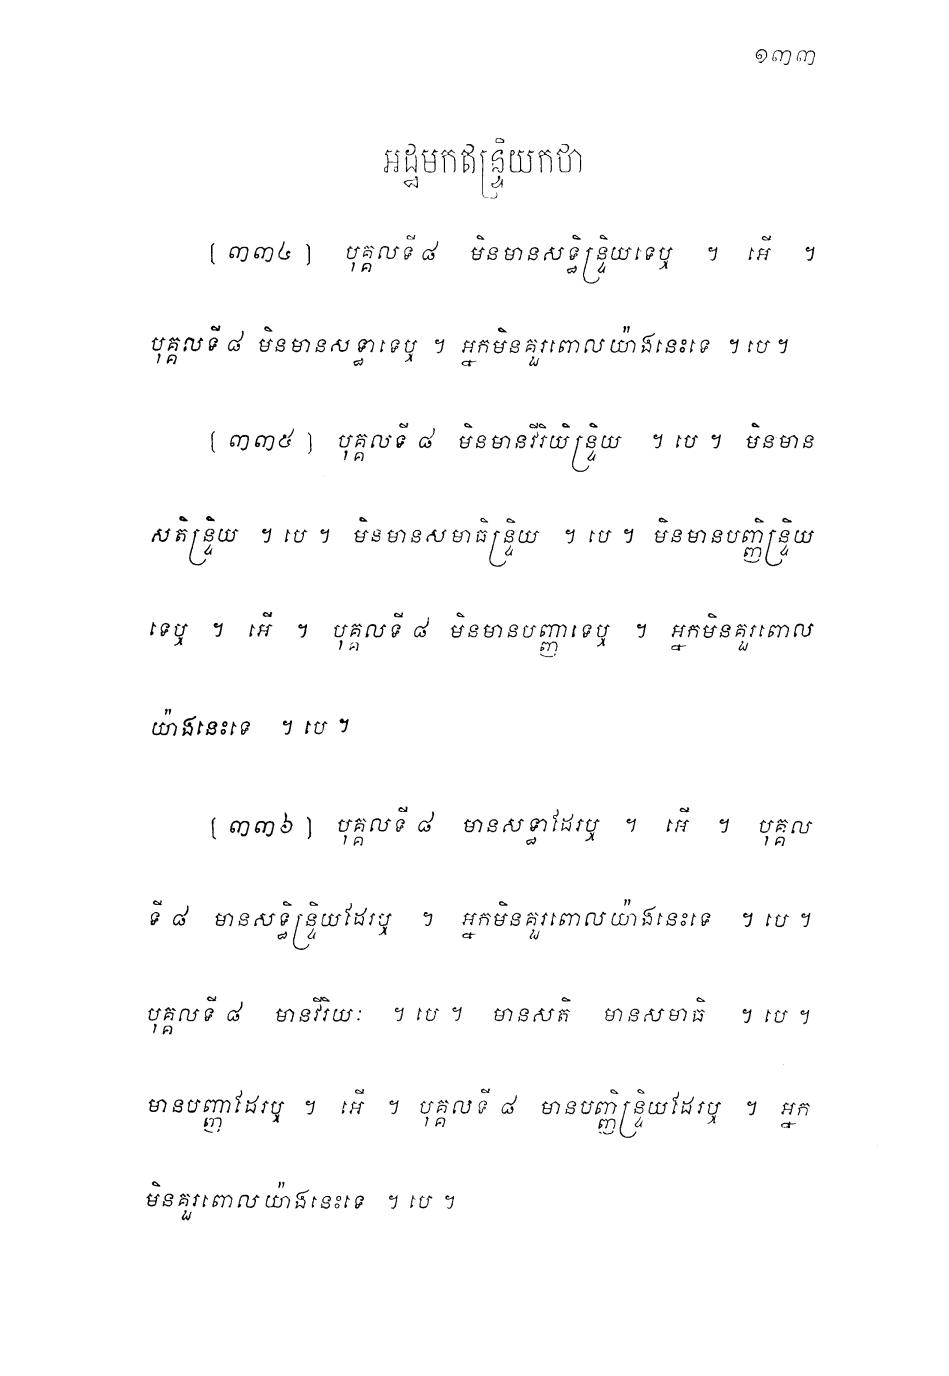 ១៣៣
អដ្ឋមកឥន្ទ្រិយកថា
[ ៣៣៤ ] បុគ្គលទី ៨ មិនមានសទ្ធិន្ទ្រិយទេឬ ។ អើ ។
បុគ្គលទី ៨ មិនមានសទ្ធាទេឬ ។ អ្នកមិនគួរពោលយ៉ាងនេះទេ ។ បេ ។
[ ៣៣៥ ] បុគ្គលទី ៨ មិនមានវីរិយិន្ទ្រិយ ។ បេ ។ មិនមាន
សតិន្ទ្រិយ ។ បេ ។ មិនមានសមាធិន្ទ្រិយ ។ បេ ។ មិនមានបញ្ញិន្ទ្រិយ
ទេឬ ។ អើ ។ បុគ្គលទី ៨ មិនមានបញ្ញាទេឬ ។ អ្នកមិនគួរពោល
យ៉ាងនេះទេ ។ បេ ។
[ ៣៣៦ ] បុគ្គលទី ៨ មានសទ្ធាដែរឬ ។ អើ ។ បុគ្គល
ទី ៨ មានសទ្ធិន្ទ្រិយដែរឬ ។ អ្នកមិនគួរពោលយ៉ាងនេះទេ ។ បេ ។
បុគ្គលទី ៨ មានវីរិយៈ ។ បេ ។ មានសតិ មានសមាធិ ។ បេ ។
មានបញ្ញាដែរឬ ។ អើ ។ បុគ្គលទី ៨ មានបញ្ញិន្ទ្រិយដែរឬ ។ អ្នក
មិនគួរពោលយ៉ាងនេះទេ ។ បេ ។